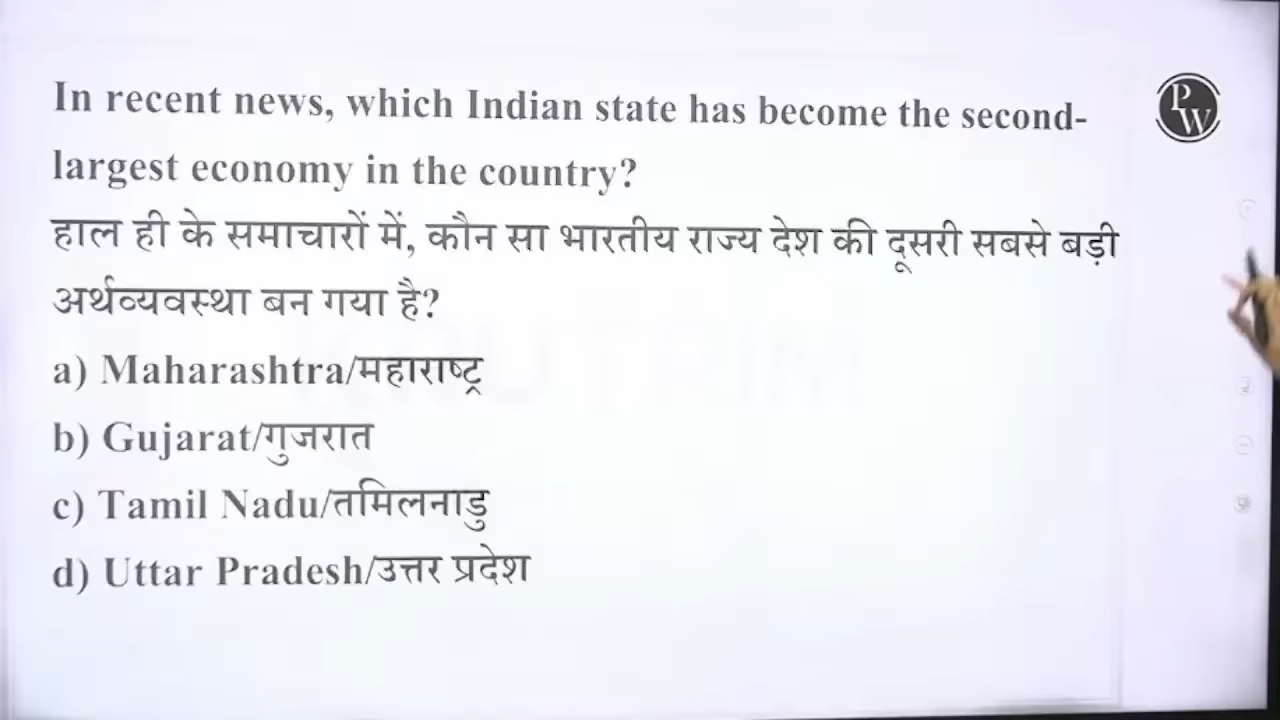 In recent news, which Indian state has become the second-
largest economy in the country?
हाल ही के समाचारों में, कौन सा भारतीय राज्य देश की दूसरी सबसे बड़ी
अर्थव्यवस्था बन गया है?
a) Maharashtra/महाराष्ट्र
b) Gujarat/गुजरात
c) Tamil Nadu/तमिलनाडु
d) Uttar Pradesh/उत्तर प्रदेश
PW